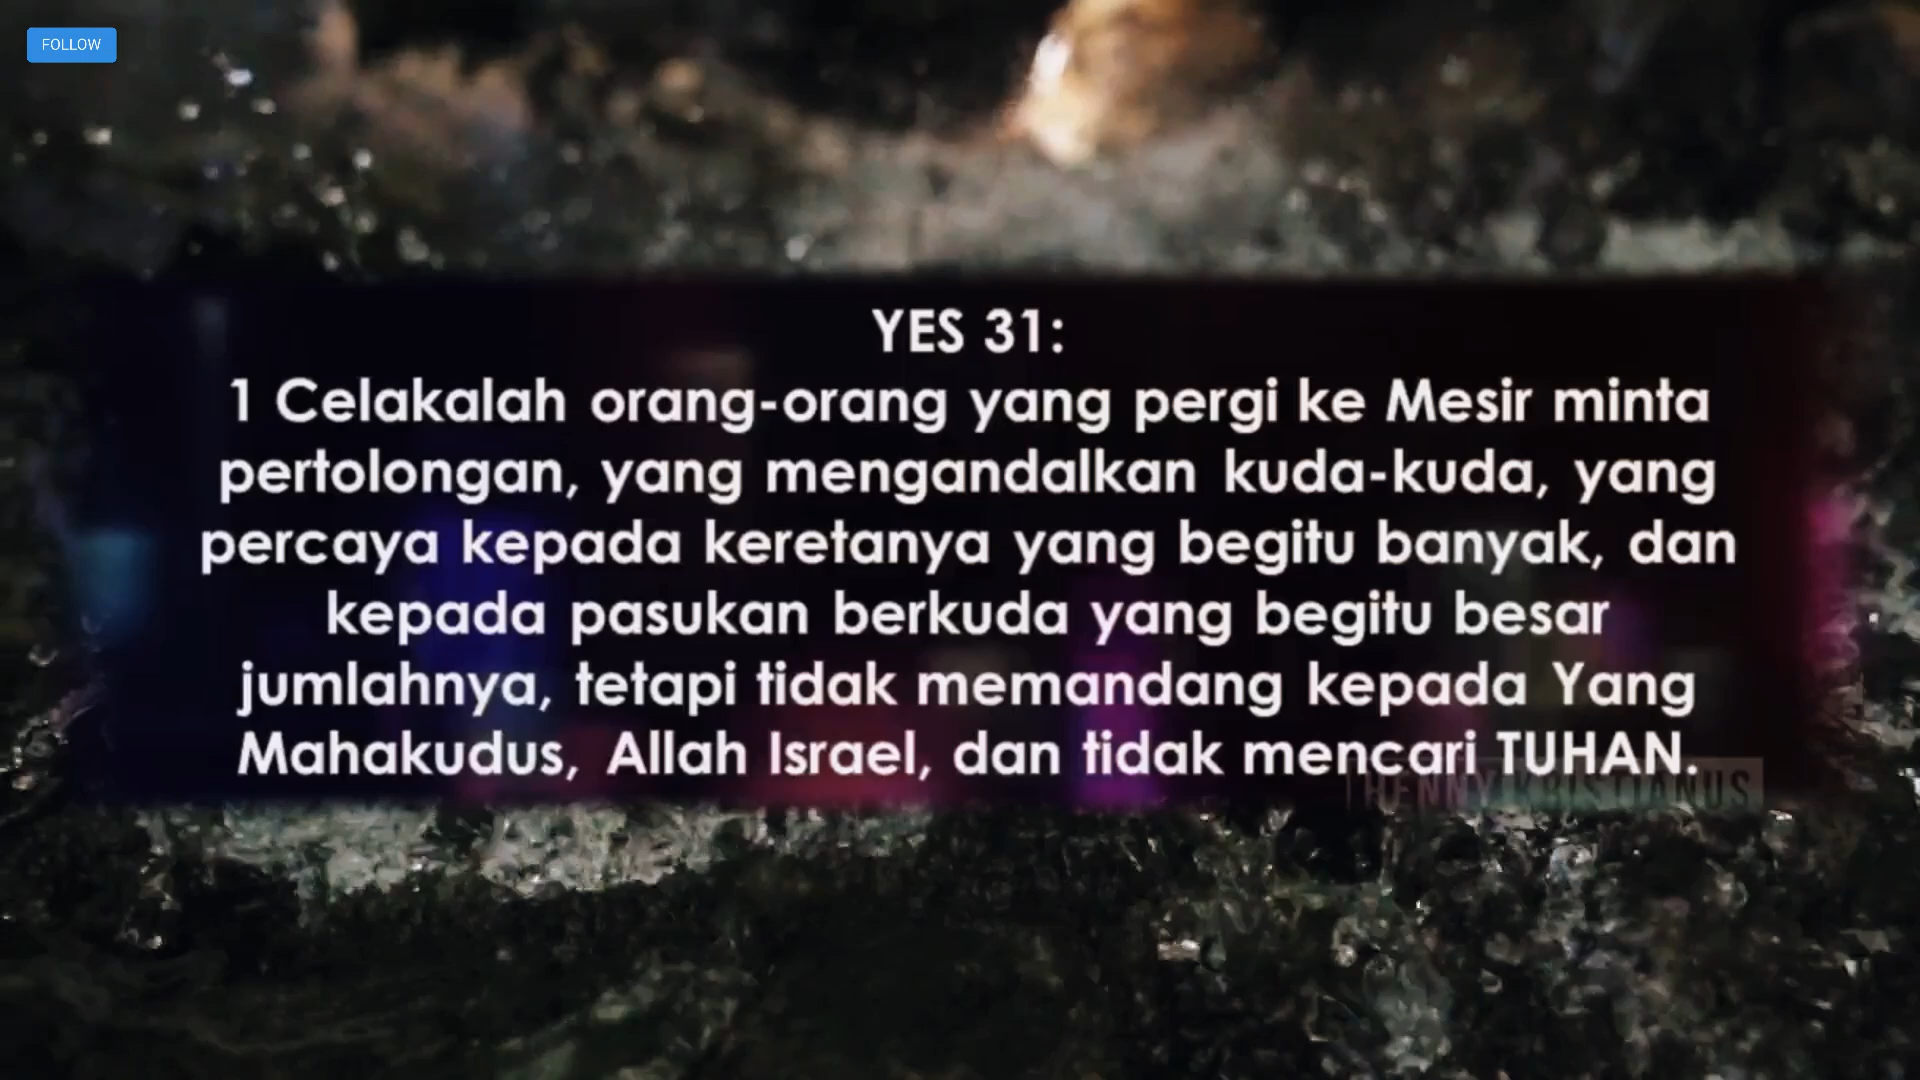 FOLLOW
YES 31:
1 Celakalah orang-orang yang pergi ke Mesir minta
pertolongan, yang mengandalkan kuda-kuda, yang
percaya kepada keretanya yang begitu banyak, dan
kepada pasukan berkuda yang begitu besar
jumlahnya, tetapi tidak memandang kepada Yang
Mahakudus, Allah Israel, dan tidak mencari TUHAN.
KRISTIANUS